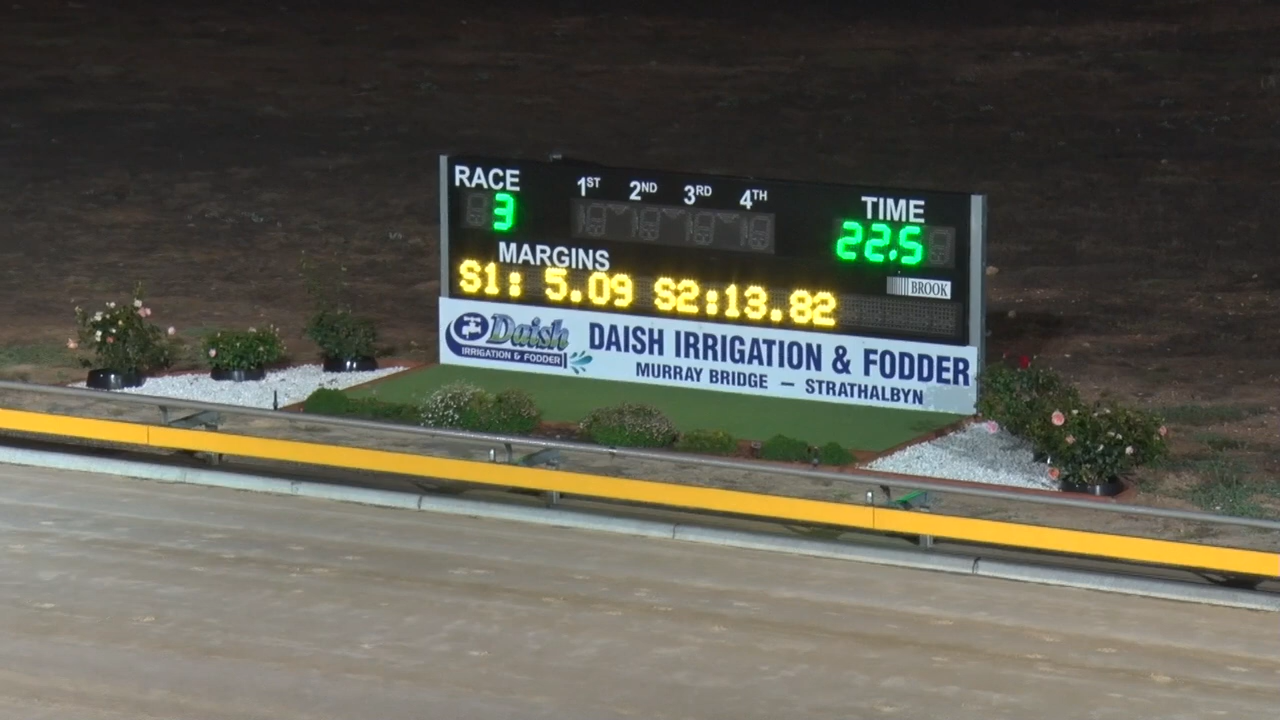 RACE 1ST 2ND 3RD 4TH TIME
3 22.5
MARGINS
S1: 5.09 S2:13.82
BROOK
Daish
IRRIGATION & FODDER
DAISH IRRIGATION & FODDER
MURRAY BRIDGE — STRATHALBYN